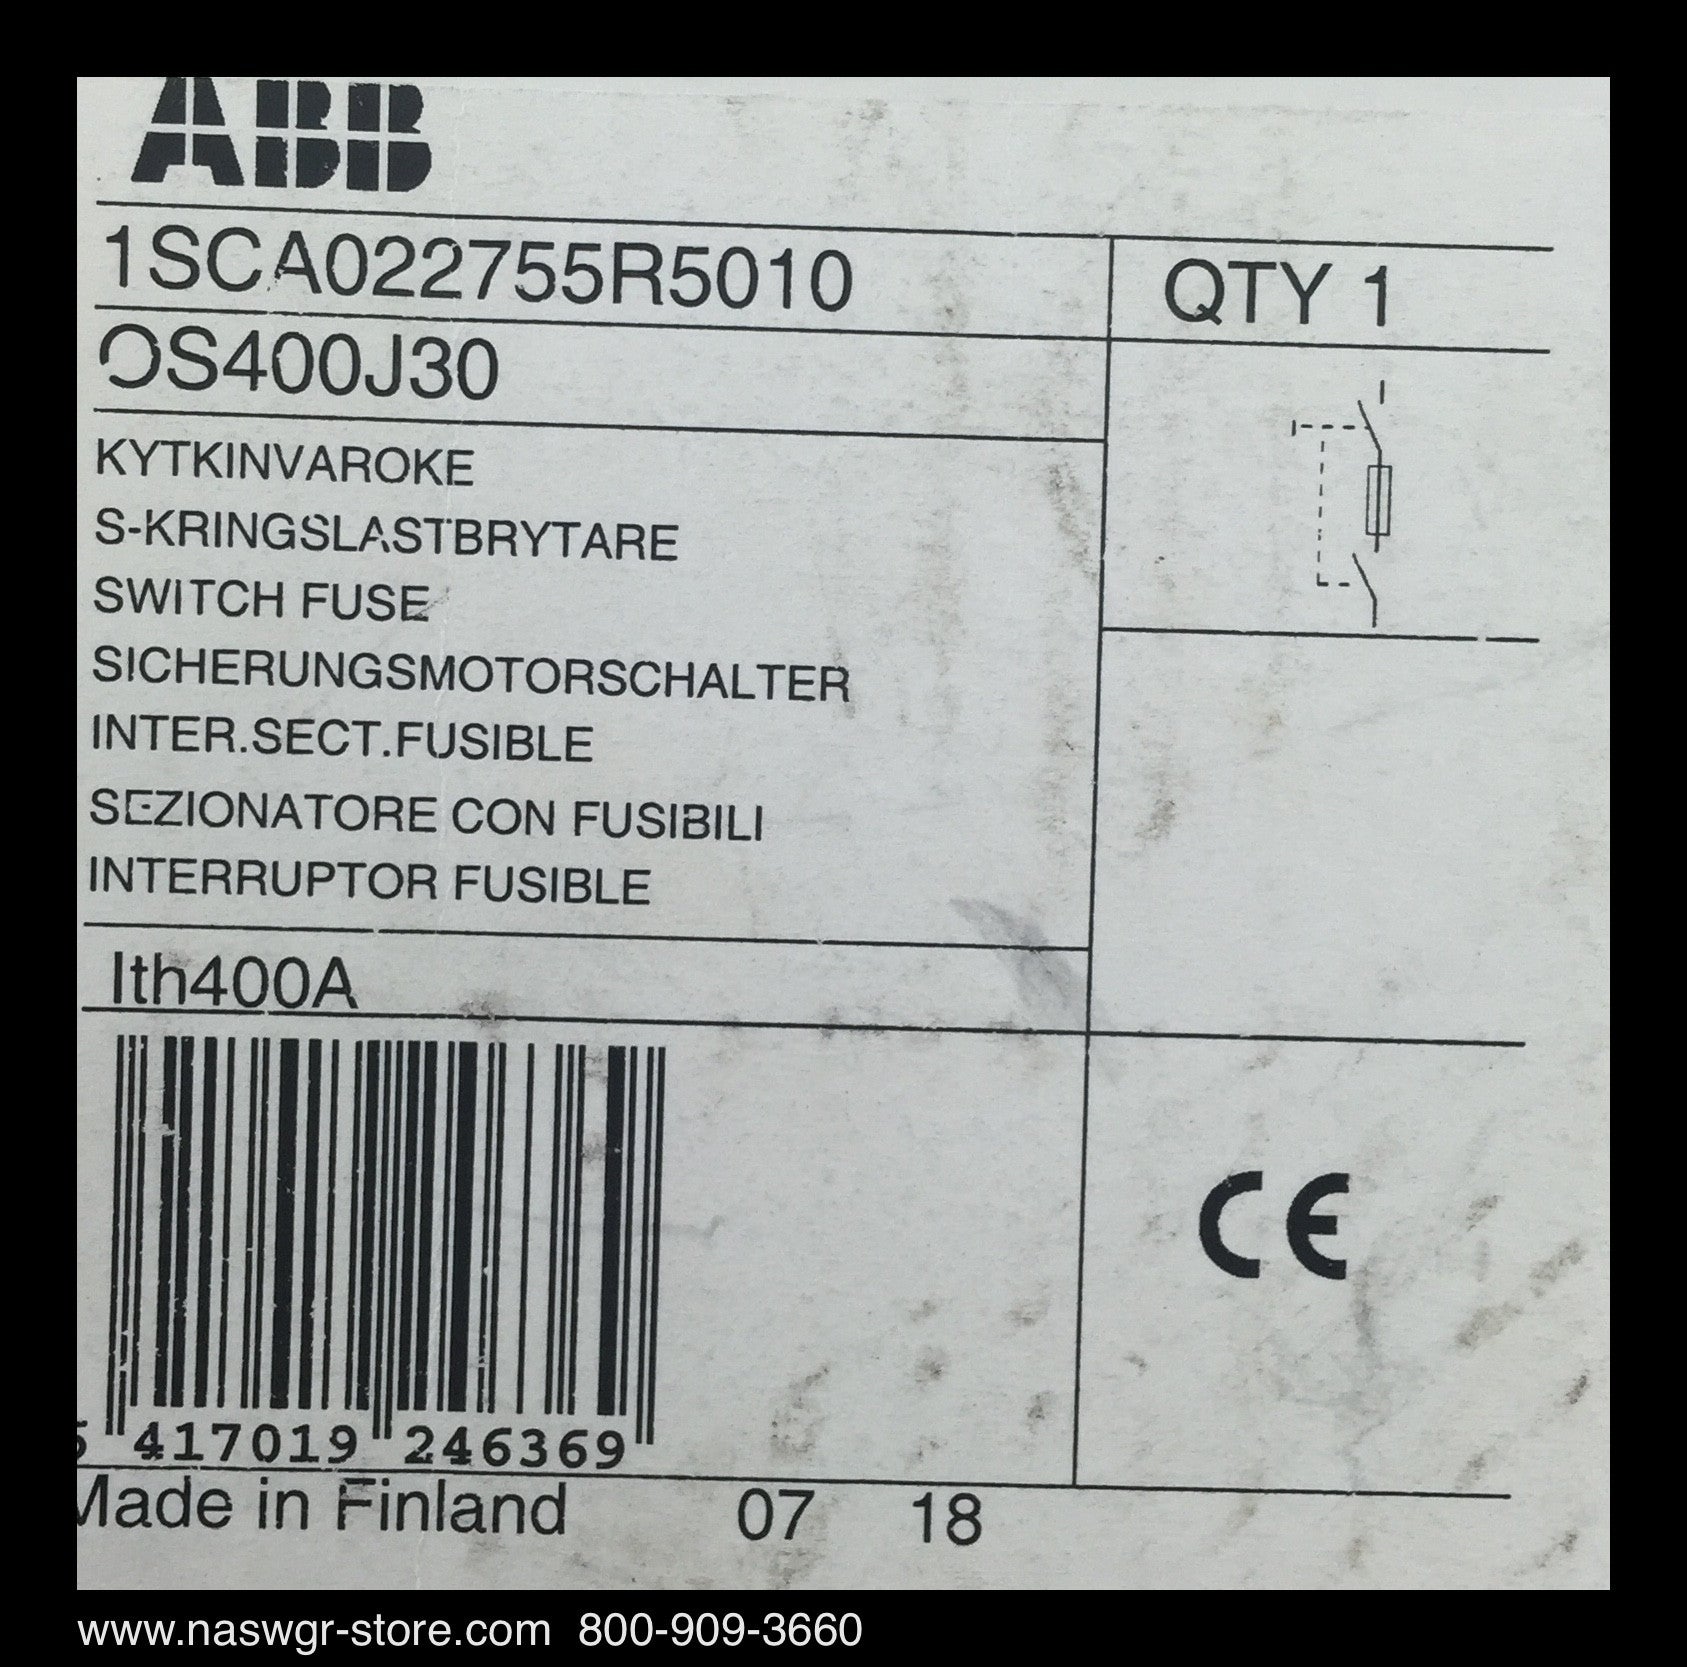 ABB
1SCA022755R5010
QTY 1
OS400J30
KYTKINVAROKE
S-KRINGSLASTBRYTARE
SWITCH FUSE
SICHERUNGSMOTORSCHALTER
INTER.SECT.FUSIBLE
SEZIONATORE CON FUSIBILI
INTERRUPTOR FUSIBLE
Ith400A
CE
417019 246369
Made in Finland 07 18
www.naswgr-store.com 800-909-3660